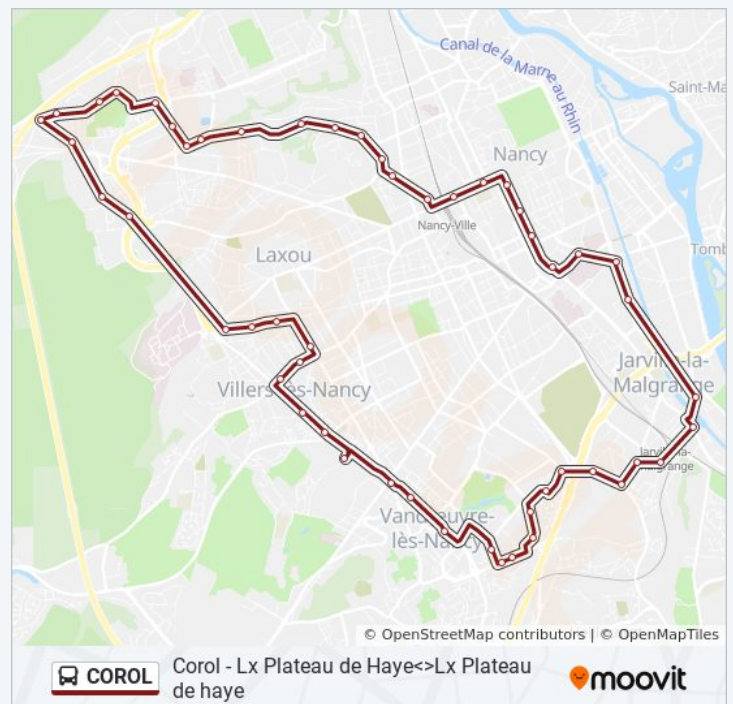 Canal de la Marne au Rhin
Saint-Ma
Nancy
Nancy-Ville
Laxou
Tomb
Jarville-la-
Malgrange
Villers-lès-Nancy
Jarville-la-
Malgrange
Vandœuvre-
lès-Nancy
© OpenStreetMap contributors | © OpenMapTiles
COROL
Corol - Lx Plateau de Haye<>Lx Plateau
de haye
moovit